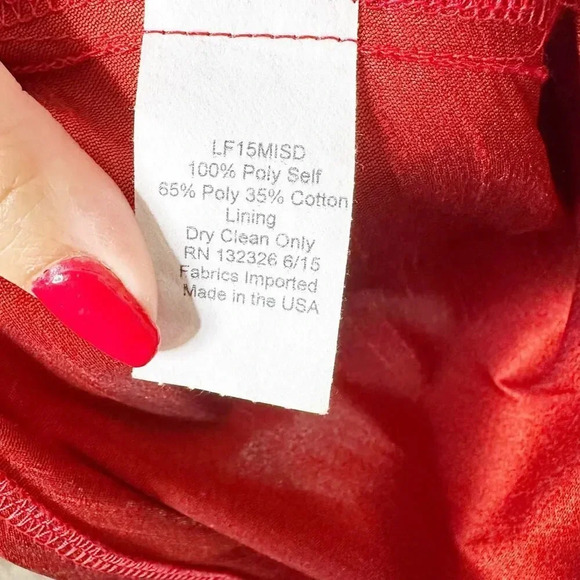 LF15MISD
100% Poly Self
65% Poly 35% Cotton
Lining
Dry Clean Only
RN 132326 6/15
Fabrics Imported
Made in the USA